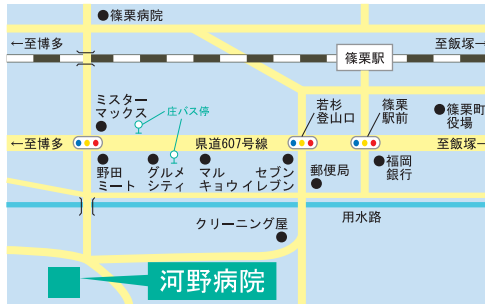 篠栗病院
←至博多
至飯塚→
篠栗駅
ミスター
マックス
庄バス停
若杉
登山口
篠栗
駅前
篠栗町
役場
←至博多
県道607号線
至飯塚→
野田
ミート
グルメ
シティ
マル
キョウ
セブン
イレブン
郵便局
福岡
銀行
用水路
クリーニング屋
河野病院